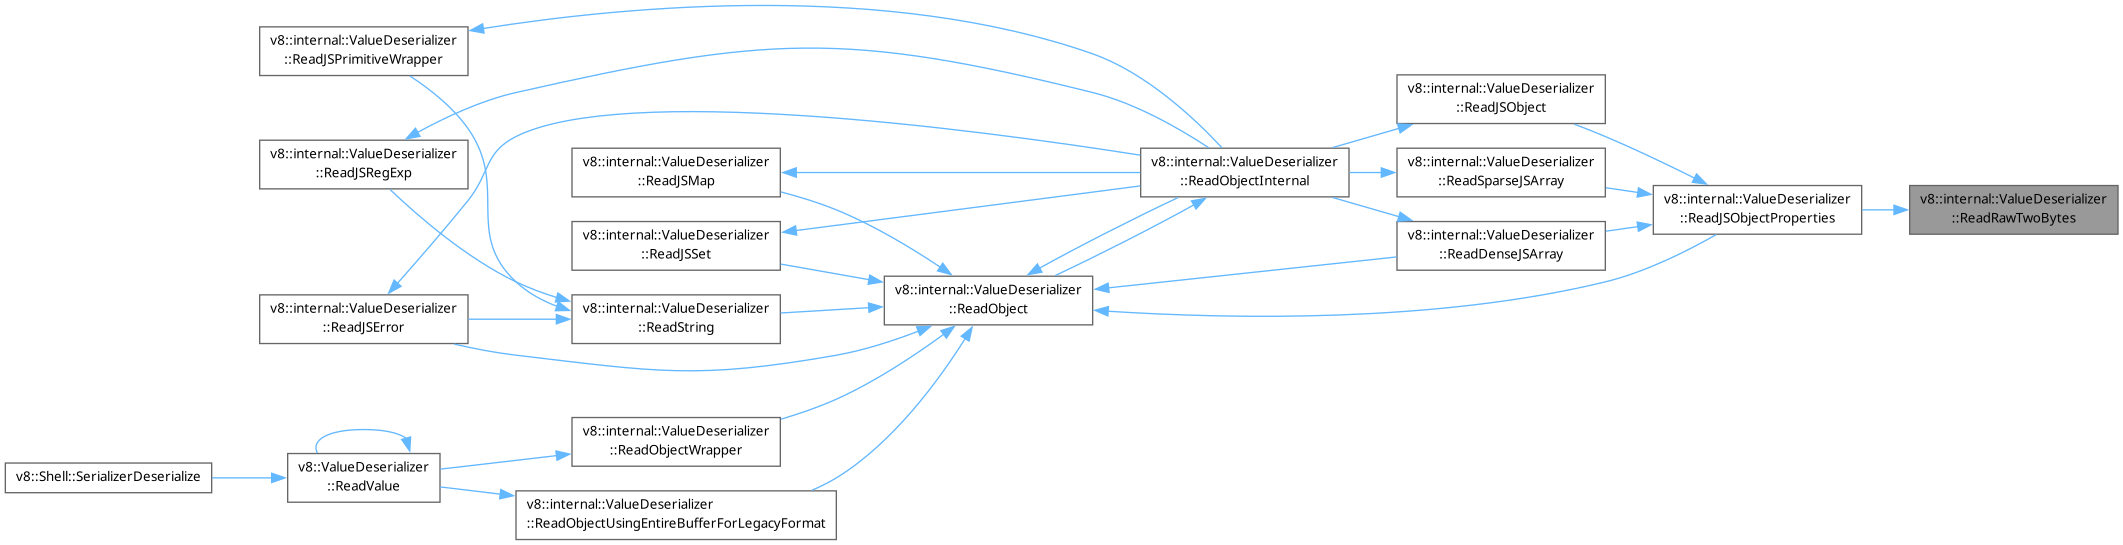 v8::internal::ValueDeserializer
::ReadJSPrimitiveWrapper
v8::internal::ValueDeserializer
::ReadJSRegExp
v8::internal::ValueDeserializer
::ReadJSError
v8::Shell::SerializerDeserialize
v8::ValueDeserializer
::ReadValue
v8::internal::ValueDeserializer
::ReadJSMap
v8::internal::ValueDeserializer
::ReadJSSet
v8::internal::ValueDeserializer
::ReadString
v8::internal::ValueDeserializer
::ReadObjectWrapper
v8::internal::ValueDeserializer
::ReadObjectUsingEntireBufferForLegacyFormat
v8::internal::ValueDeserializer
::ReadObject
v8::internal::ValueDeserializer
::ReadObjectInternal
v8::internal::ValueDeserializer
::ReadJSObject
v8::internal::ValueDeserializer
::ReadSparseJSArray
v8::internal::ValueDeserializer
::ReadDenseJSArray
v8::internal::ValueDeserializer
::ReadJSObjectProperties
v8::internal::ValueDeserializer
::ReadRawTwoBytes